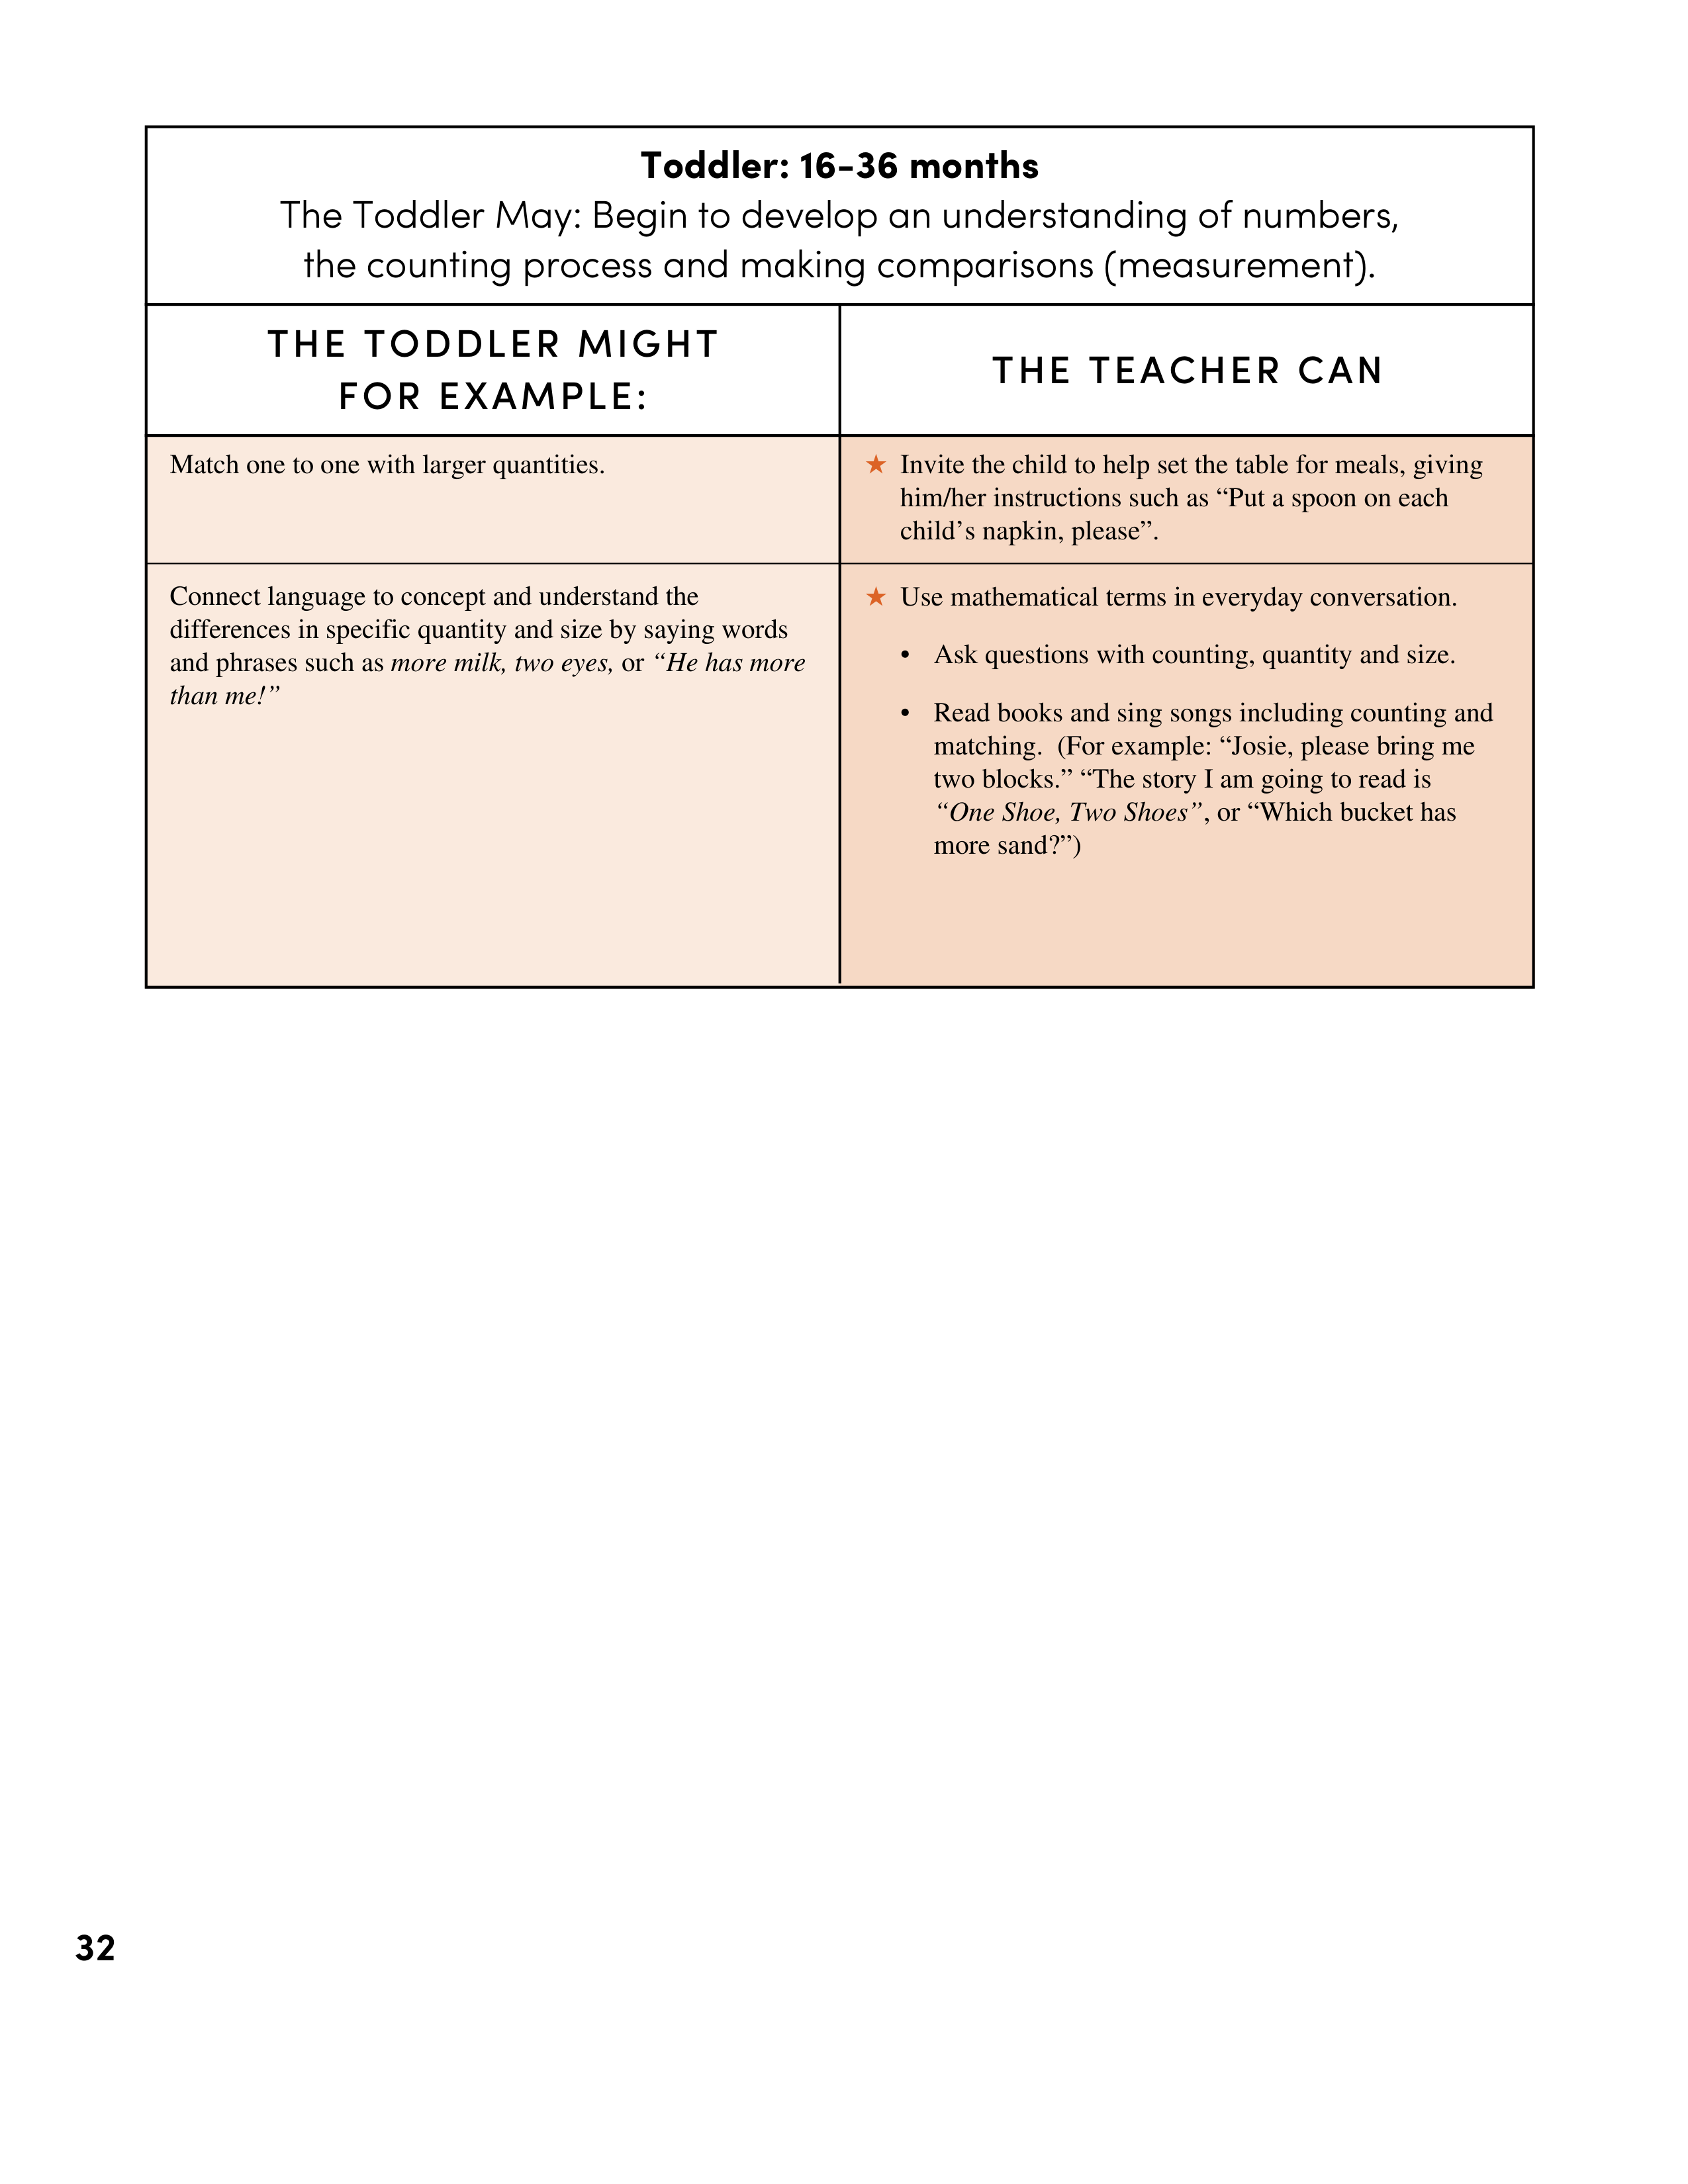 Toddler: 16-36 months
The Toddler May: Begin to develop an understanding of numbers,
the counting process and making comparisons (measurement).
THE TODDLER MIGHT
FOR EXAMPLE:
THE TEACHER CAN
Match one to one with larger quantities.
★ Invite the child to help set the table for meals, giving
him/her instructions such as “Put a spoon on each
child’s napkin, please”.
Connect language to concept and understand the
differences in specific quantity and size by saying words
and phrases such as more milk, two eyes, or “He has more
than me!”
★ Use mathematical terms in everyday conversation.
• Ask questions with counting, quantity and size.
• Read books and sing songs including counting and
matching.  (For example: “Josie, please bring me
two blocks.” “The story I am going to read is
“One Shoe, Two Shoes”, or “Which bucket has
more sand?”)
32